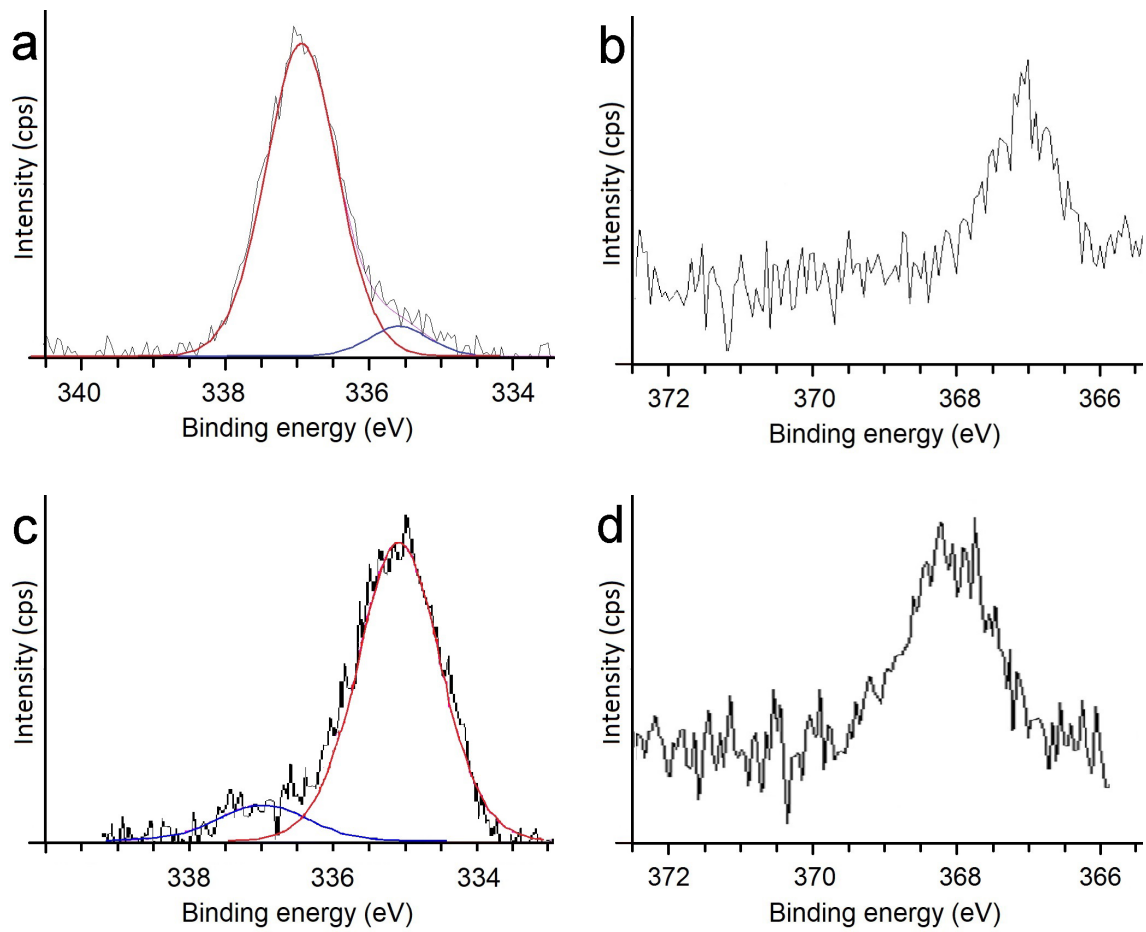 a
Intensity (cps)
340 338 336 334
Binding energy (eV)
b
Intensity (cps)
372 370 368 366
Binding energy (eV)
c
Intensity (cps)
338 336 334
Binding energy (eV)
d
Intensity (cps)
372 370 368 366
Binding energy (eV)